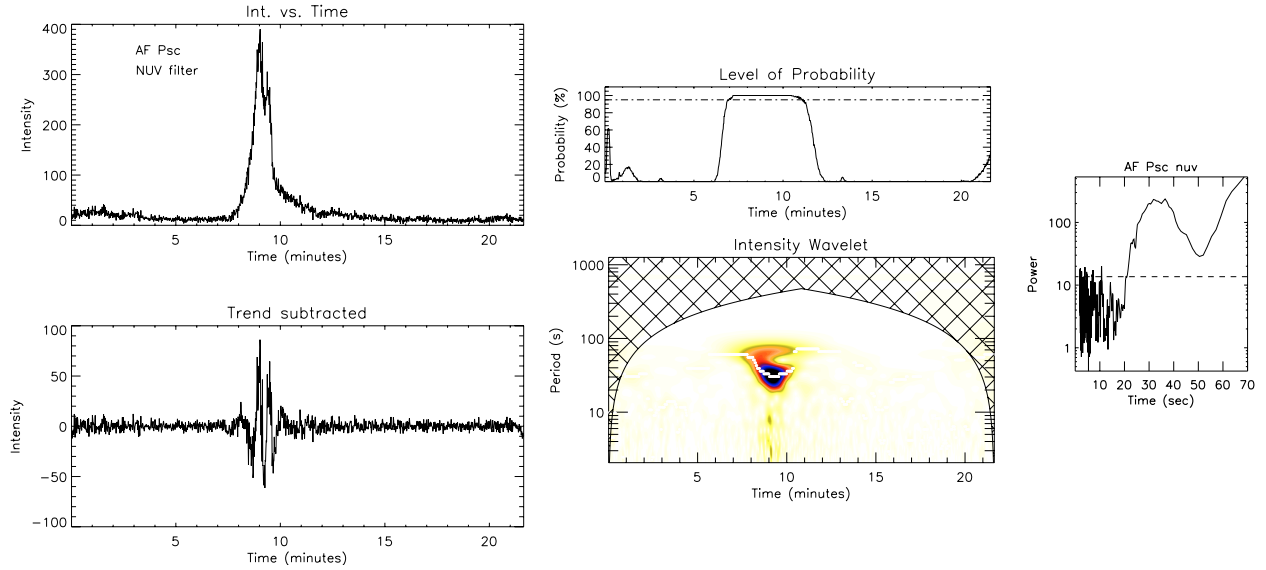 Int. vs. Time
400
300
200
100
0
Intensity
AF Psc
NUV filter
5
10
15
20
Time (minutes)
Trend subtracted
100
50
0
−50
−100
Intensity
5
10
15
20
Time (minutes)
Level of Probability
100
80
60
40
20
0
Probability (%)
5
10
15
20
Time (minutes)
Intensity Wavelet
1000
100
10
Period (s)
5
10
15
20
Time (minutes)
AF Psc nuv
100
10
1
Power
10 20 30 40 50 60 70
Time (sec)